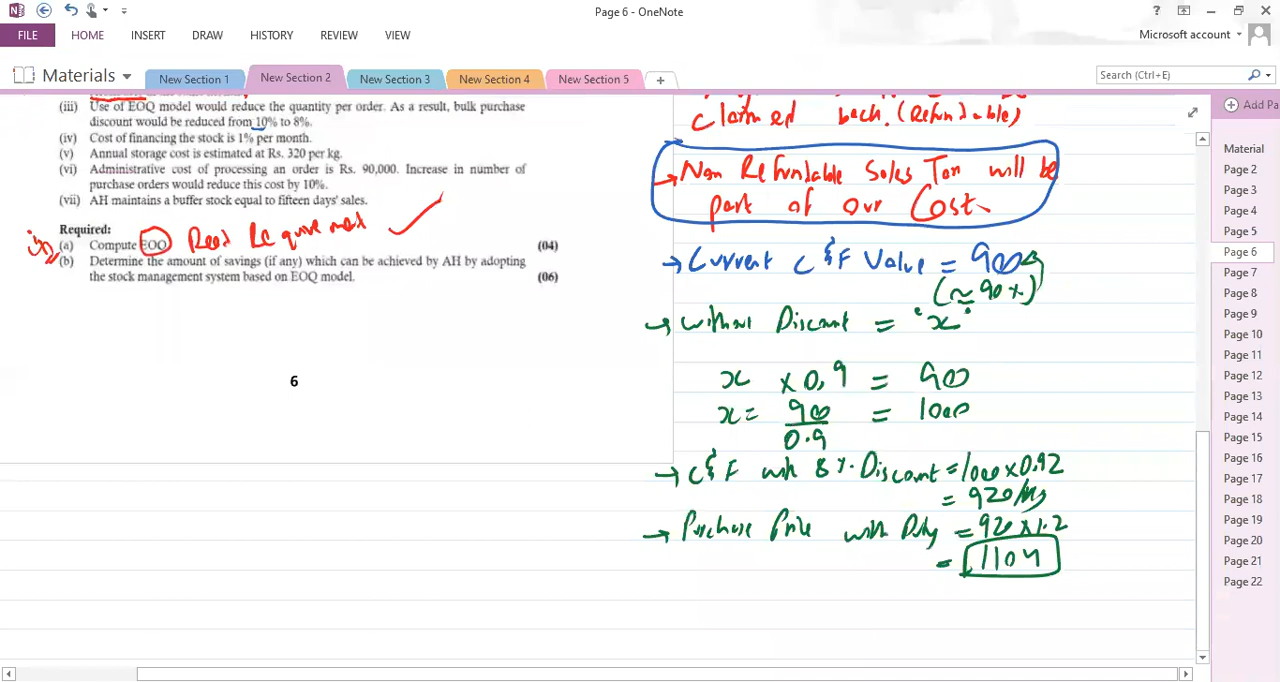 Page 6 - OneNote
Microsoft account
FILE HOME INSERT DRAW HISTORY REVIEW VIEW
Materials New Section 1 New Section 2 New Section 3 New Section 4 New Section 5 Search (Ctrl+E)
(iii) Use of EOQ model would reduce the quantity per order. As a result, bulk purchase
discount would be reduced from 10% to 8%.
(iv) Cost of financing the stock is 1% per month.
(v) Annual storage cost is estimated at Rs. 320 per kg.
(vi) Administrative cost of processing an order is Rs. 90,000. Increase in number of
purchase orders would reduce this cost by 10%.
(vii) AH maintains a buffer stock equal to fifteen days' sales.
Required:
Read Requirement
(a) Compute EOQ (04)
(b) Determine the amount of savings (if any) which can be achieved by AH by adopting
the stock management system based on EOQ model. (06)
6
claimed back. (Refundable)
→ Non Refundable Sales Tax will be
part of our Cost.
→ Current C & F Value = 900
(≈ 90%)
→ Without Discount = 'x'
x × 0.9 = 900
x = 900 / 0.9 = 1000
→ C & F with 8% Discount = 1000 × 0.92
= 920
→ Purchase Price with Duty = 920 × 1.2
= 1104
Add Pa
Material
Page 2
Page 3
Page 4
Page 5
Page 6
Page 7
Page 8
Page 9
Page 10
Page 11
Page 12
Page 13
Page 14
Page 15
Page 16
Page 17
Page 18
Page 19
Page 20
Page 21
Page 22